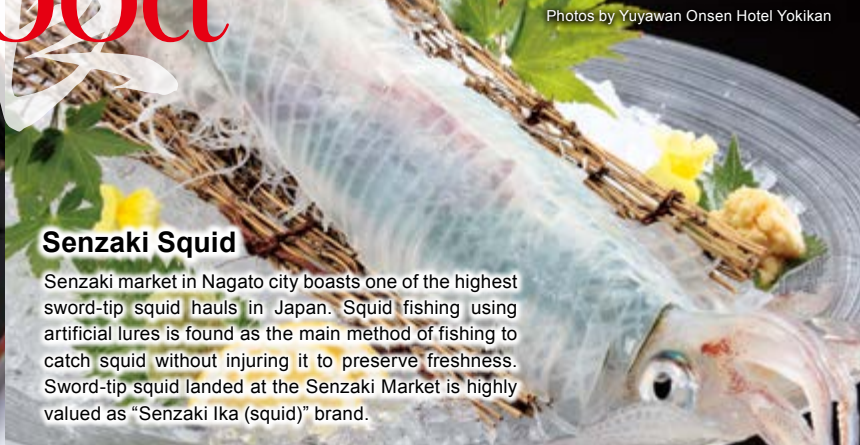 Photos by Yuyawan Onsen Hotel Yokikan
Senzaki Squid
Senzaki market in Nagato city boasts one of the highest
sword-tip squid hauls in Japan. Squid fishing using
artificial lures is found as the main method of fishing to
catch squid without injuring it to preserve freshness.
Sword-tip squid landed at the Senzaki Market is highly
valued as “Senzaki Ika (squid)” brand.